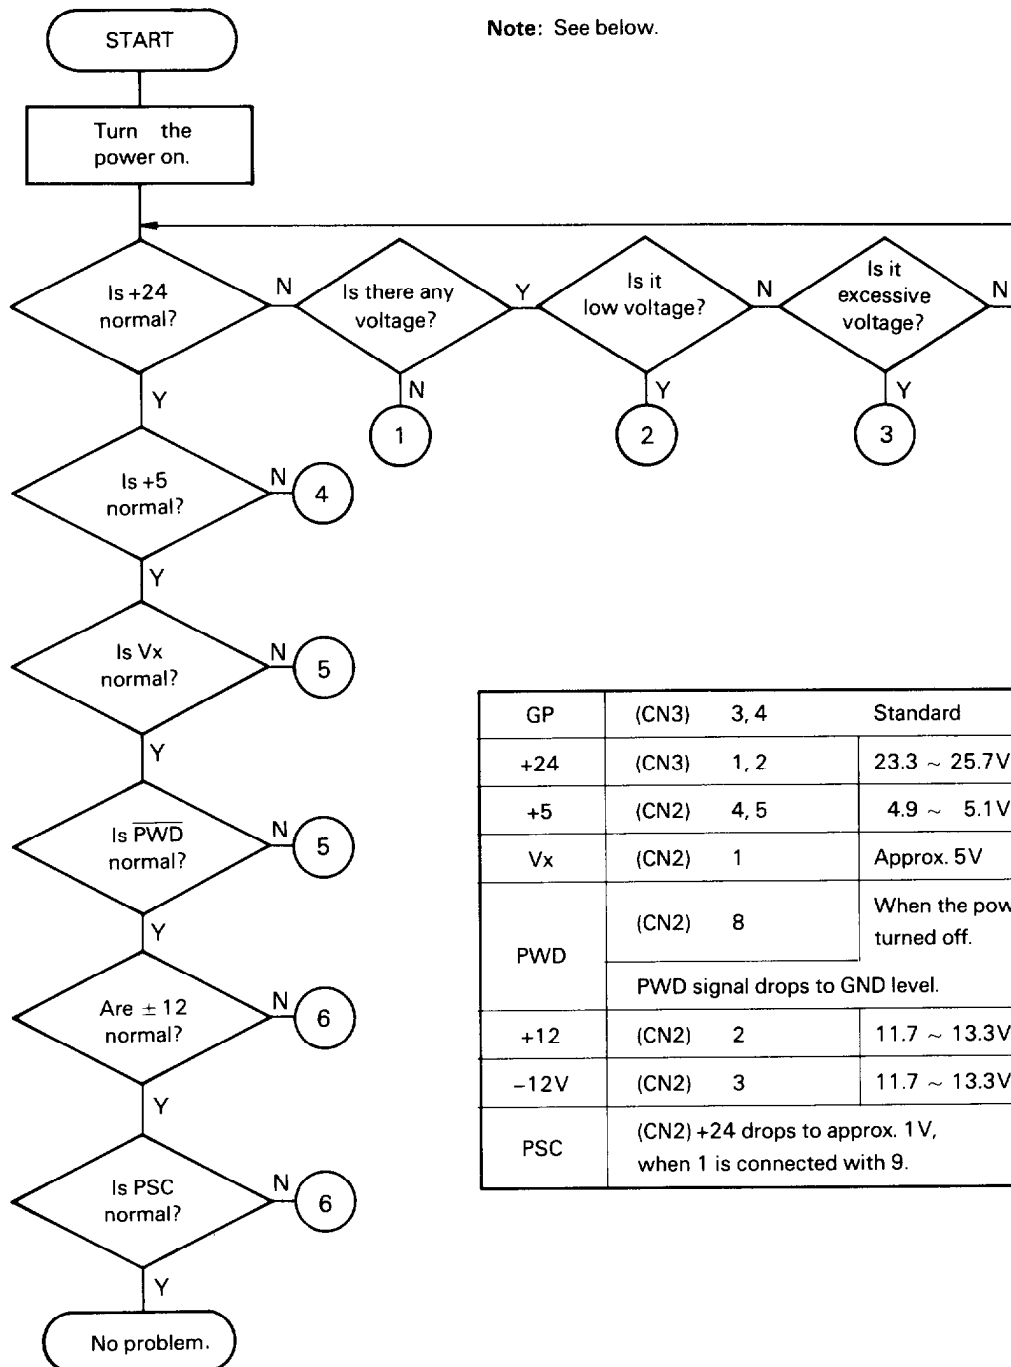 START
Note: See below.
Turn the
power on.
Is +24
normal?
N
Is there any
voltage?
Y
Is it
low voltage?
N
Is it
excessive
voltage?
N
Y
N
1
Y
2
Y
3
Is +5
normal?
N
4
Y
Is Vx
normal?
N
5
Y
Is PWD
normal?
N
5
Y
Are ± 12
normal?
N
6
Y
Is PSC
normal?
N
6
Y
No problem.
GP (CN3) 3, 4 Standard
+24 (CN3) 1, 2 23.3 ~ 25.7V
+5 (CN2) 4, 5 4.9 ~ 5.1V
Vx (CN2) 1 Approx. 5V
PWD (CN2) 8 When the
turned off.
PWD signal drops to GND level.
+12 (CN2) 2 11.7 ~ 13.3V
−12V (CN2) 3 11.7 ~ 13.3V
PSC (CN2) +24 drops to approx. 1V,
when 1 is connected with 9.